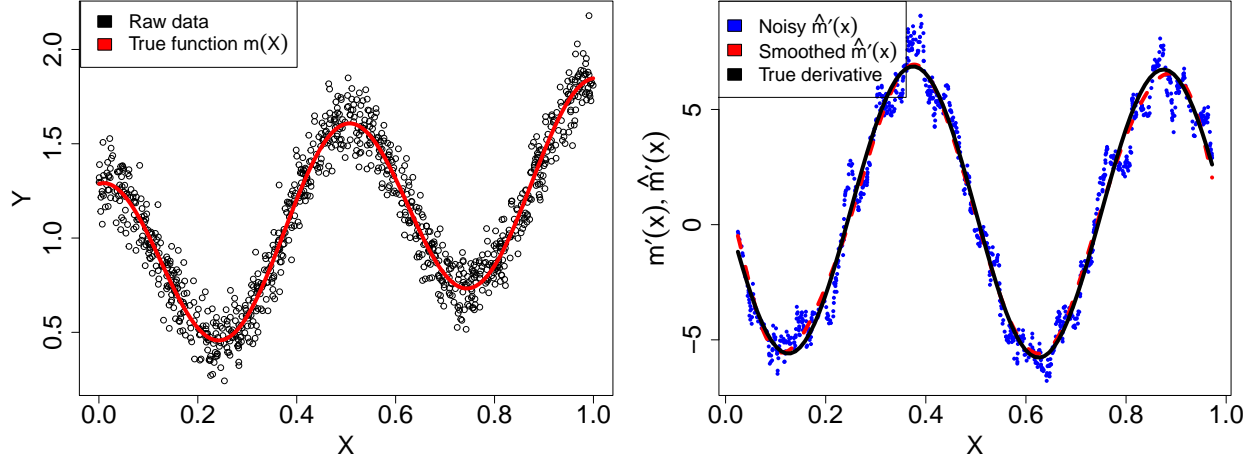 Raw data
True function m(X)
2.0
1.5
1.0
0.5
Y
0.0 0.2 0.4 0.6 0.8 1.0
X
Noisy m̂′(x)
Smoothed m̂′(x)
True derivative
5
0
−5
m′(x), m̂′(x)
0.0 0.2 0.4 0.6 0.8 1.0
X